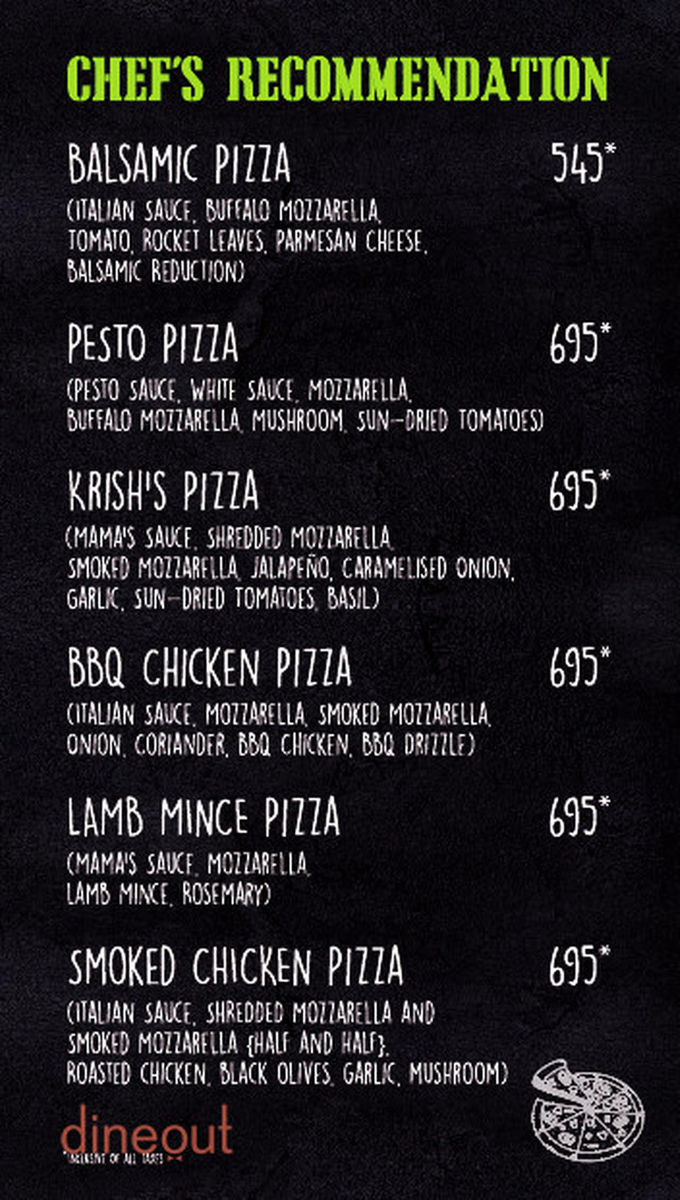 CHEF'S RECOMMENDATION
BALSAMIC PIZZA 545*
(ITALIAN SAUCE, BUFFALO MOZZARELLA,
TOMATO, ROCKET LEAVES, PARMESAN CHEESE,
BALSAMIC REDUCTION)
PESTO PIZZA 695*
(PESTO SAUCE, WHITE SAUCE, MOZZARELLA,
BUFFALO MOZZARELLA, MUSHROOM, SUN-DRIED TOMATOES)
KRISH'S PIZZA 695*
(MAMA'S SAUCE, SHREDDED MOZZARELLA,
SMOKED MOZZARELLA, JALAPEÑO, CARAMELISED ONION,
GARLIC, SUN-DRIED TOMATOES, BASIL)
BBQ CHICKEN PIZZA 695*
(ITALIAN SAUCE, MOZZARELLA, SMOKED MOZZARELLA,
ONION, CORIANDER, BBQ CHICKEN, BBQ DRIZZLE)
LAMB MINCE PIZZA 695*
(MAMA'S SAUCE, MOZZARELLA,
LAMB MINCE, ROSEMARY)
SMOKED CHICKEN PIZZA 695*
(ITALIAN SAUCE, SHREDDED MOZZARELLA AND
SMOKED MOZZARELLA {HALF AND HALF},
ROASTED CHICKEN, BLACK OLIVES, GARLIC, MUSHROOM)
dineout
OF ALL TAXES